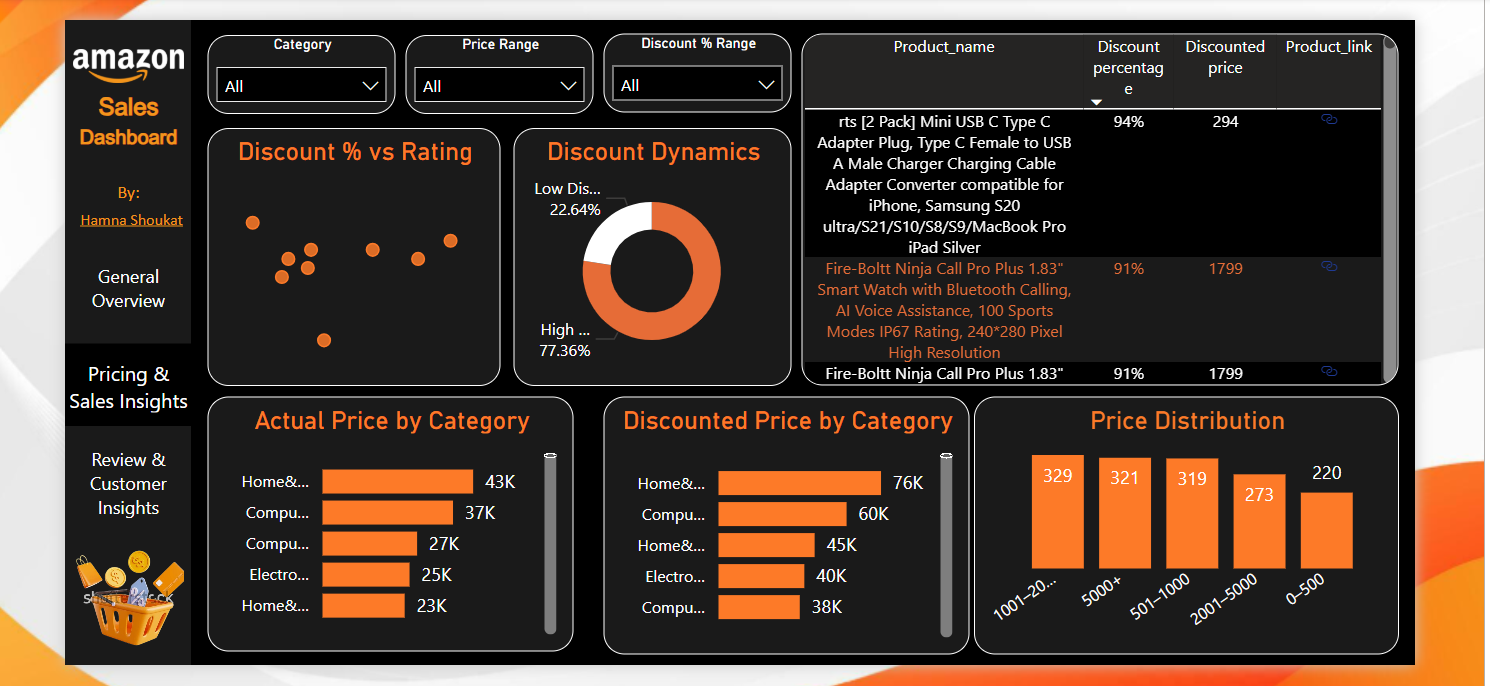 amazon
Sales
Dashboard
By:
Hamna Shoukat
General
Overview
Pricing &
Sales Insights
Review &
Customer
Insights
Category
All
Price Range
All
Discount % Range
All
Product_name
Discount
percentag
e
Discounted
price
Product_link
rts [2 Pack] Mini USB C Type C
Adapter Plug, Type C Female to USB
A Male Charger Charging Cable
Adapter Converter compatible for
iPhone, Samsung S20
ultra/S21/S10/S8/S9/MacBook Pro
iPad Silver
94%
294
Fire-Boltt Ninja Call Pro Plus 1.83"
Smart Watch with Bluetooth Calling,
AI Voice Assistance, 100 Sports
Modes IP67 Rating, 240*280 Pixel
High Resolution
91%
1799
Fire-Boltt Ninja Call Pro Plus 1.83"
91%
1799
Discount % vs Rating
Discount Dynamics
Low Dis...
22.64%
High ...
77.36%
Actual Price by Category
Home&... 43K
Compu... 37K
Compu... 27K
Electro... 25K
Home&... 23K
Discounted Price by Category
Home&... 76K
Compu... 60K
Home&... 45K
Electro... 40K
Compu... 38K
Price Distribution
329
321
319
273
220
1001–20...
5000+
501–1000
2001–5000
0–500